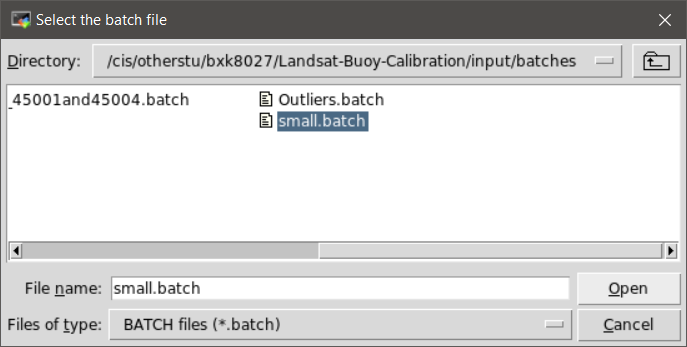 Select the batch file
Directory: /cis/otherstu/bxk8027/Landsat-Buoy-Calibration/input/batches
_45001and45004.batch Outliers.batch
small.batch
File name: small.batch Open
Files of type: BATCH files (*.batch) Cancel